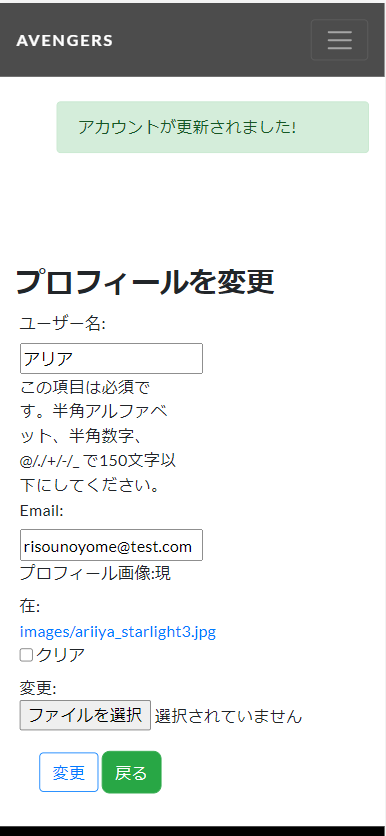 AVENGERS
アカウントが更新されました!
プロフィールを変更
ユーザー名:
アリア
この項目は必須で
す。半角アルファベ
ット、半角数字、
@/./+/-/_ で150文字以
下にしてください。
Email:
risounoyome@test.com
プロフィール画像:現
在:
images/ariiya_starlight3.jpg
クリア
変更:
ファイルを選択 選択されていません
変更 戻る